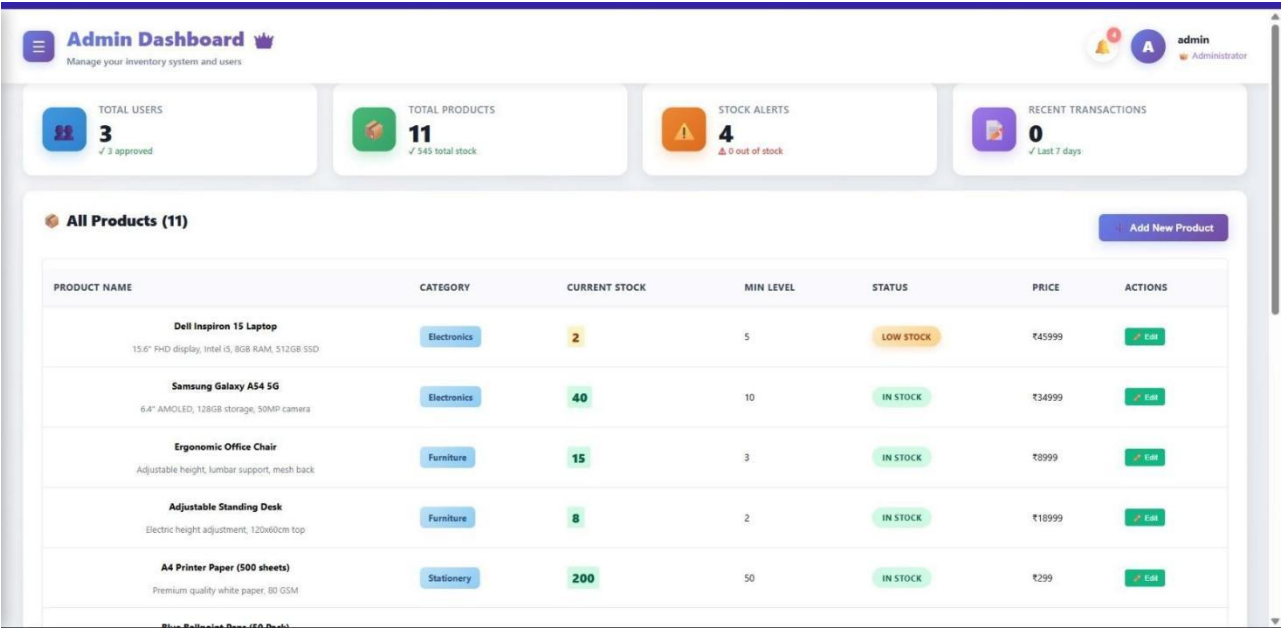 Admin Dashboard
Manage your inventory system and users
4
A
admin
Administrator
TOTAL USERS
3
✓ 3 approved
TOTAL PRODUCTS
11
✓ 545 total stock
STOCK ALERTS
4
⚠ 0 out of stock
RECENT TRANSACTIONS
0
✓ Last 7 days
All Products (11)
Add New Product
PRODUCT NAME CATEGORY CURRENT STOCK MIN LEVEL STATUS PRICE ACTIONS
Dell Inspiron 15 Laptop
15.6" FHD display, Intel i5, 8GB RAM, 512GB SSD
Electronics 2 5 LOW STOCK ₹45999 Edit
Samsung Galaxy A54 5G
6.4" AMOLED, 128GB storage, 50MP camera
Electronics 40 10 IN STOCK ₹34999 Edit
Ergonomic Office Chair
Adjustable height, lumbar support, mesh back
Furniture 15 3 IN STOCK ₹8999 Edit
Adjustable Standing Desk
Electric height adjustment, 120x60cm top
Furniture 8 2 IN STOCK ₹18999 Edit
A4 Printer Paper (500 sheets)
Premium quality white paper, 80 GSM
Stationery 200 50 IN STOCK ₹299 Edit
Blue Ballpoint Pens (50 Pack)